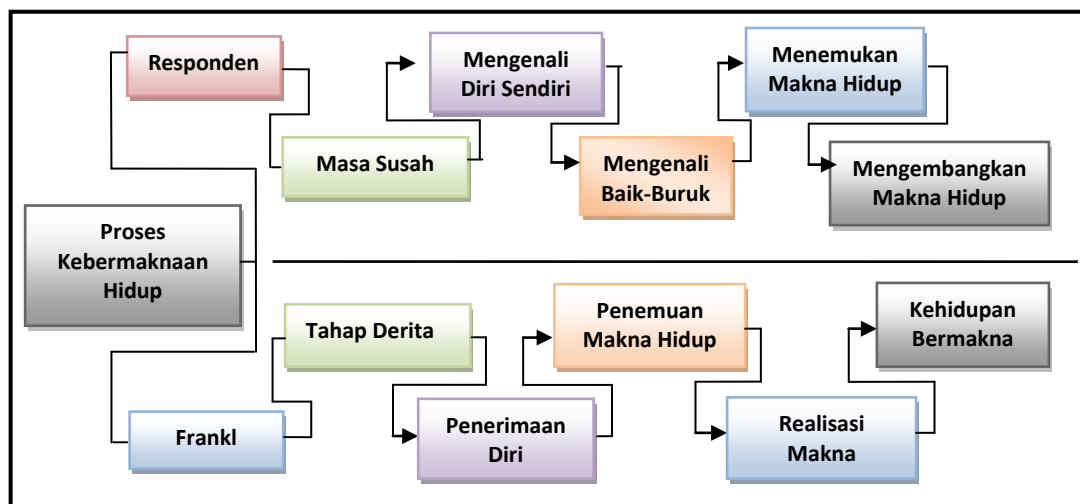 Responden
Masa Susah
Mengenali
Diri Sendiri
Mengenali
Baik-Buruk
Menemukan
Makna Hidup
Mengembangkan
Makna Hidup
Proses
Kebermaknaan
Hidup
Frankl
Tahap Derita
Penerimaan
Diri
Penemuan
Makna Hidup
Realisasi
Makna
Kehidupan
Bermakna